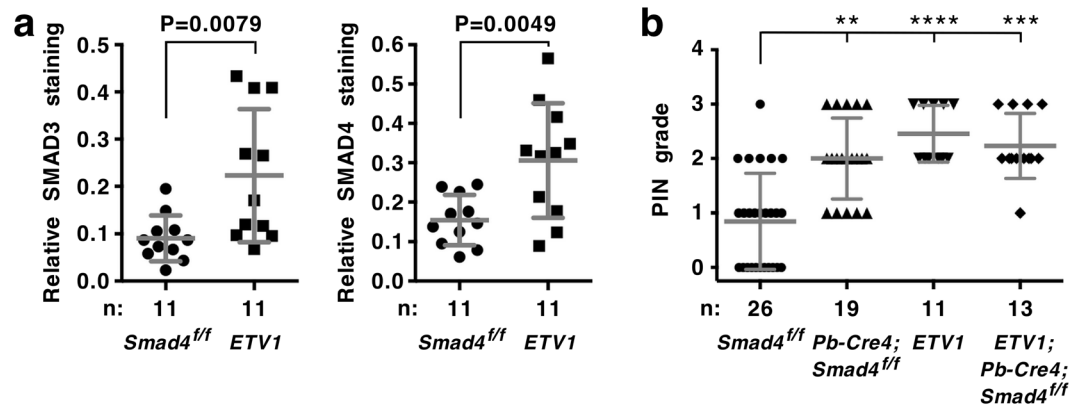 a
P=0.0079
Relative SMAD3 staining
0.5
0.4
0.3
0.2
0.1
0.0
n: 11 11
Smad4f/f ETV1
P=0.0049
Relative SMAD4 staining
0.6
0.5
0.4
0.3
0.2
0.1
0.0
11 11
Smad4f/f ETV1
b
** **** ***
PIN grade
4
3
2
1
0
n: 26 19 11 13
Smad4f/f Pb-Cre4; ETV1 ETV1;
Smad4f/f Pb-Cre4;
Smad4f/f